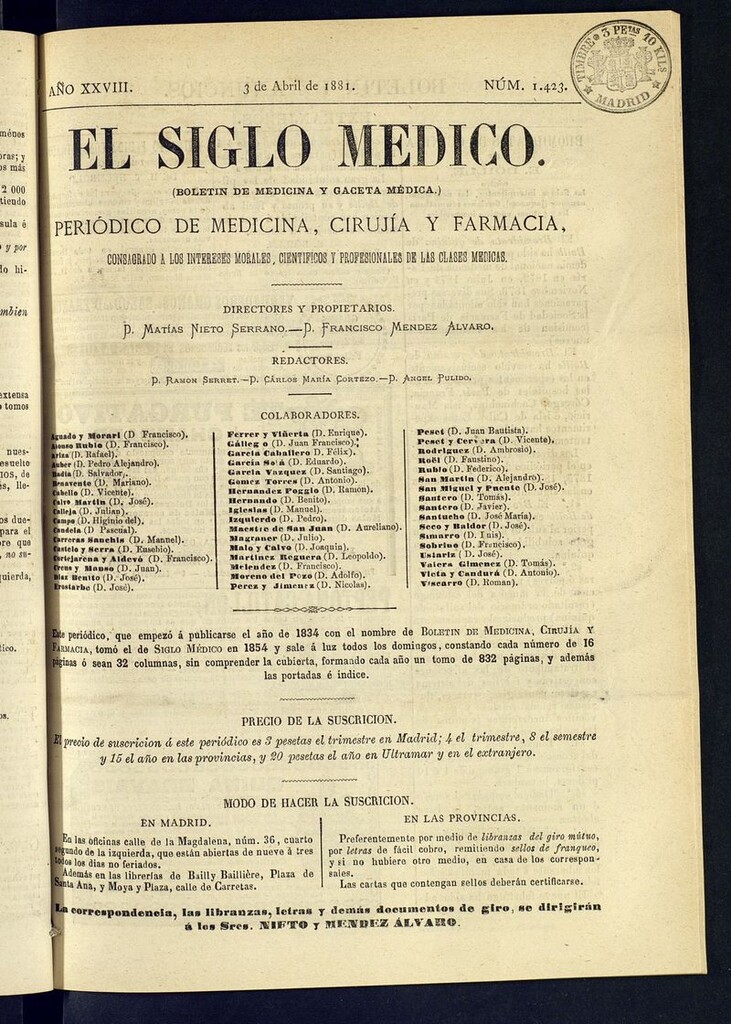 AÑO XXVIII. 3 de Abril de 1881. NÚM. 1.423.
TIMBRE 3 PETAS 10 KILS MADRID
EL SIGLO MEDICO.
(BOLETIN DE MEDICINA Y GACETA MÉDICA.)
PERIÓDICO DE MEDICINA, CIRUJÍA Y FARMACIA,
CONSAGRADO A LOS INTERESES MORALES, CIENTIFICOS Y PROFESIONALES DE LAS CLASES MEDICAS.
DIRECTORES Y PROPIETARIOS.
D. MATÍAS NIETO SERRANO.—D. FRANCISCO MENDEZ ALVARO.
REDACTORES.
D. RAMON SERRET.—D. CÁRLOS MARÍA CORTEZO.—D. ANGEL PULIDO.
COLABORADORES.
Aguado y Morari (D Francisco).
Alonso Rubio (D. Francisco).
Ariza (D. Rafael).
Auber (D. Pedro Alejandro).
Badía (D. Salvador).
Benavente (D. Mariano).
Cabello (D. Vicente).
Calvo Martin (D. José).
Calleja (D. Julian).
Campo (D. Higinio del).
Candela (D. Pascual).
Carreras Sanchis (D. Manuel).
Castelo y Serra (D. Eusebio).
Cortejarena y Aldevó (D. Francisco).
Creus y Manso (D. Juan).
Diaz Benito (D. José).
Erostarbe (D. José).
Ferrer y Viñerta (D. Enrique).
Gállego (D. Juan Francisco).
García Caballero D. Félix).
García Solá (D. Eduardo).
García Vazquez (D. Santiago).
Gomez Torres (D. Antonio).
Hernandez Poggio (D. Ramon).
Hernando (D. Benito).
Iglesias (D. Manuel).
Izquierdo (D. Pedro).
Maestre de San Juan (D. Aureliano).
Magraner (D. Julio).
Malo y Calvo (D. Joaquin).
Martinez Reguera (D. Leopoldo).
Melendez (D. Francisco).
Moreno del Pozo (D. Adolfo).
Perez y Jimenez (D. Nicolas).
Peset (D. Juan Bautista).
Peset y Cervera (D. Vicente).
Rodriguez (D. Ambrosio).
Roël (D. Faustino).
Rubio (D. Federico).
San Martin (D. Alejandro).
San Miguel y Puente (D. José).
Santero (D. Tomás).
Santero (D. Javier).
Santucho (D. José María).
Seco y Baldor (D. José).
Simarro (D. Luis).
Sobrino (D. Francisco).
Ustariz (D. José).
Valera Gimenez (D. Tomás).
Vieta y Candurá (D. Antonio).
Viscarro (D. Roman).
Este periódico, que empezó á publicarse el año de 1834 con el nombre de BOLETIN DE MEDICINA, CIRUJÍA Y
FARMACIA, tomó el de SIGLO MÉDICO en 1854 y sale á luz todos los domingos, constando cada número de 16
páginas ó sean 32 columnas, sin comprender la cubierta, formando cada año un tomo de 832 páginas, y además
las portadas é índice.
PRECIO DE LA SUSCRICION.
El precio de suscricion á este periódico es 3 pesetas el trimestre en Madrid; 4 el trimestre, 8 el semestre
y 15 el año en las provincias, y 20 pesetas el año en Ultramar y en el extranjero.
MODO DE HACER LA SUSCRICION.
EN MADRID.
En las oficinas calle de la Magdalena, núm. 36, cuarto
segundo de la izquierda, que están abiertas de nueve á tres
todos los dias no feriados.
Además en las librerías de Bailly Baillière, Plaza de
Santa Ana, y Moya y Plaza, calle de Carretas.
EN LAS PROVINCIAS.
Preferentemente por medio de libranzas del giro mútuo,
por letras de fácil cobro, remitiendo sellos de franqueo,
y si no hubiere otro medio, en casa de los correspon-
sales.
Las cartas que contengan sellos deberán certificarse.
La correspondencia, las libranzas, letras y demás documentos de giro, se dirigirán
á los Sres. NIETO y MENDEZ ÁLVARO.